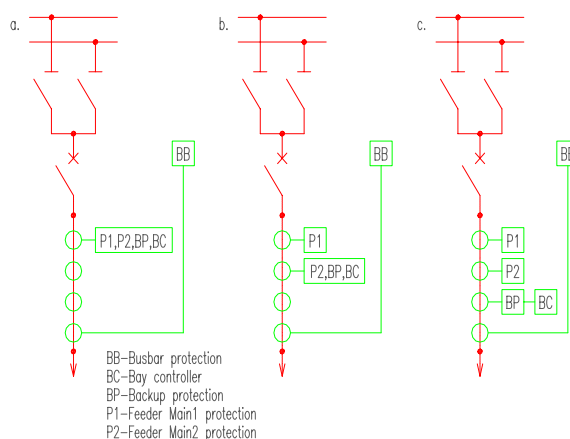 a.
b.
c.
BB
BB
BB
P1,P2,BP,BC
P1
P1
P2,BP,BC
P2
BP
BC
BB-Busbar protection
BC-Bay controller
BP-Backup protection
P1-Feeder Main1 protection
P2-Feeder Main2 protection